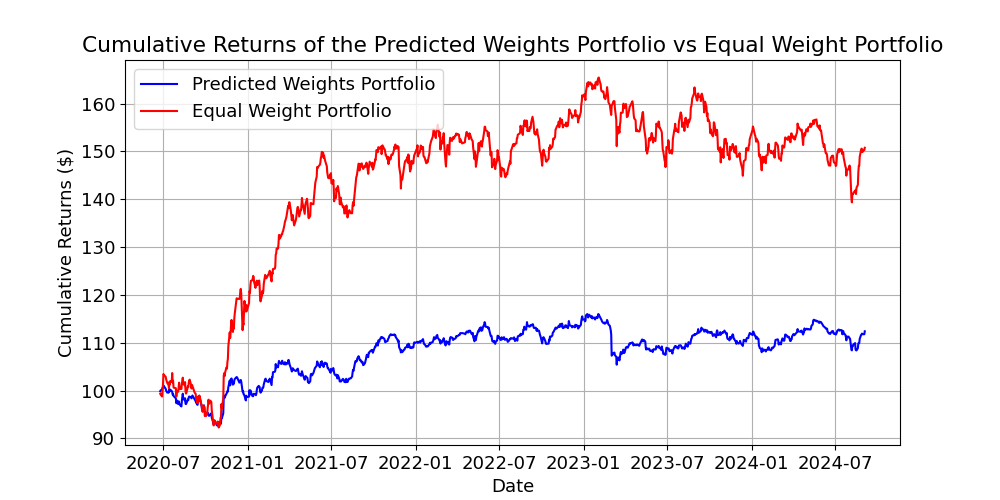 Cumulative Returns of the Predicted Weights Portfolio vs Equal Weight Portfolio
Predicted Weights Portfolio
Equal Weight Portfolio
Cumulative Returns ($)
160
150
140
130
120
110
100
90
2020-07 2021-01 2021-07 2022-01 2022-07 2023-01 2023-07 2024-01 2024-07
Date